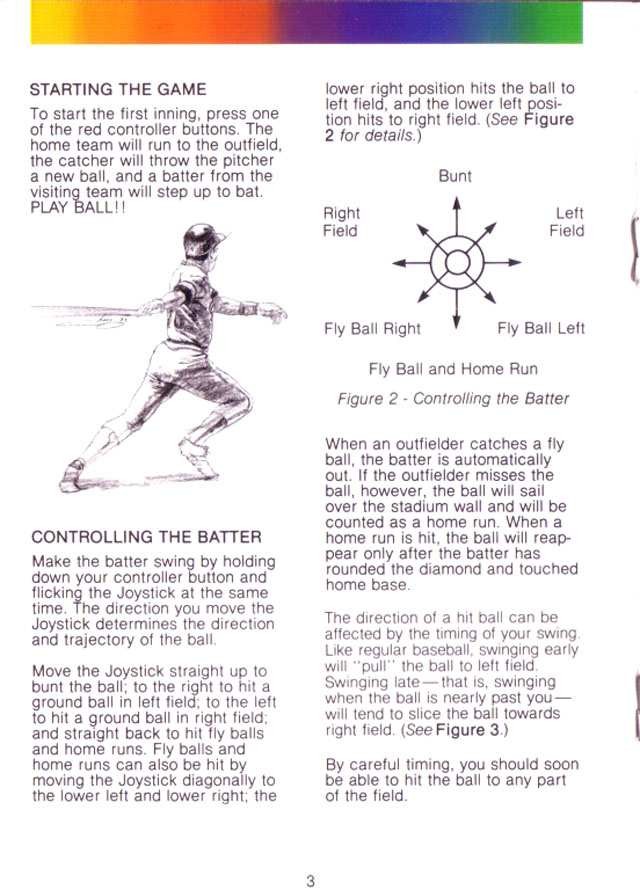 STARTING THE GAME
To start the first inning, press one
of the red controller buttons. The
home team will run to the outfield,
the catcher will throw the pitcher
a new ball, and a batter from the
visiting team will step up to bat.
PLAY BALL!!
CONTROLLING THE BATTER
Make the batter swing by holding
down your controller button and
flicking the Joystick at the same
time. The direction you move the
Joystick determines the direction
and trajectory of the ball.
Move the Joystick straight up to
bunt the ball; to the right to hit a
ground ball in left field; to the left
to hit a ground ball in right field;
and straight back to hit fly balls
and home runs. Fly balls and
home runs can also be hit by
moving the Joystick diagonally to
the lower left and lower right; the
lower right position hits the ball to
left field, and the lower left posi-
tion hits to right field. (See Figure
2 for details.)
Bunt
Right
Field
Left
Field
Fly Ball Right
Fly Ball Left
Fly Ball and Home Run
Figure 2 - Controlling the Batter
When an outfielder catches a fly
ball, the batter is automatically
out. If the outfielder misses the
ball, however, the ball will sail
over the stadium wall and will be
counted as a home run. When a
home run is hit, the ball will reap-
pear only after the batter has
rounded the diamond and touched
home base.
The direction of a hit ball can be
affected by the timing of your swing.
Like regular baseball, swinging early
will "pull" the ball to left field.
Swinging late—that is, swinging
when the ball is nearly past you—
will tend to slice the ball towards
right field. (See Figure 3.)
By careful timing, you should soon
be able to hit the ball to any part
of the field.
3